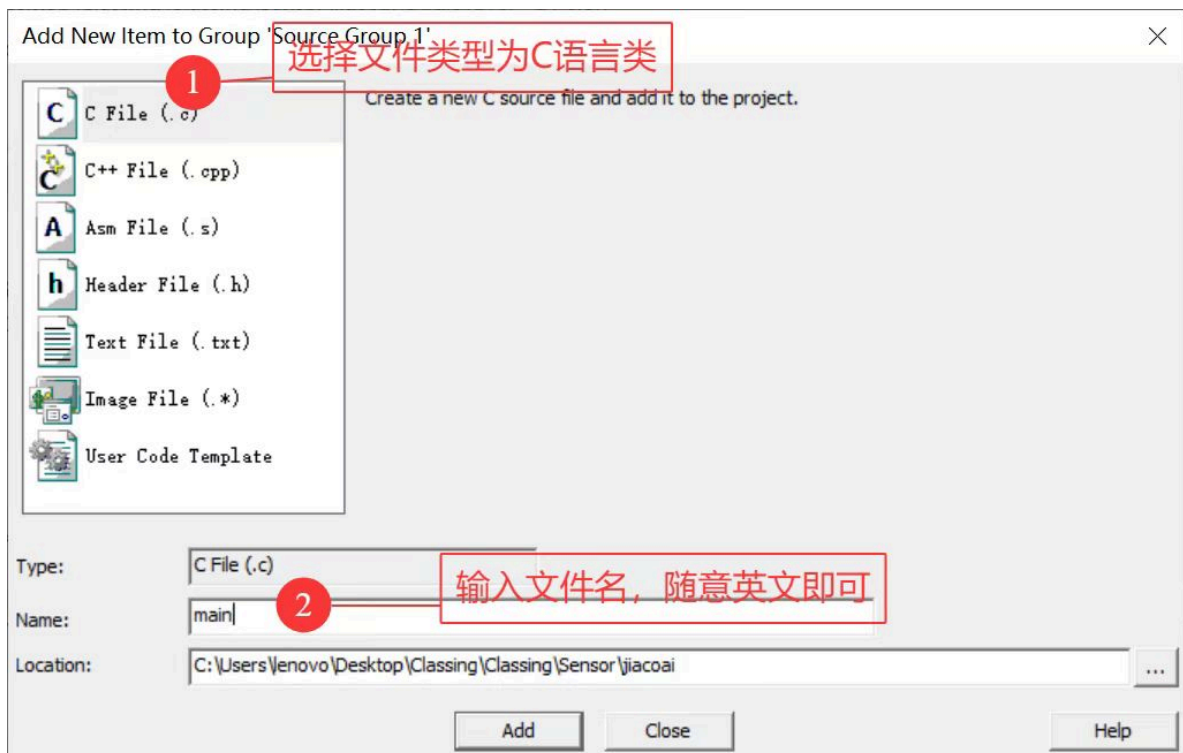 Add New Item to Group 'Source Group 1'
选择文件类型为C语言类
1
C File (.c)
Create a new C source file and add it to the project.
C++ File (.cpp)
Asm File (.s)
Header File (.h)
Text File (.txt)
Image File (.*)
User Code Template
Type:
C File (.c)
输入文件名，随意英文即可
2
Name:
main
Location:
C:\Users\lenovo\Desktop\Classing\Classing\Sensor\jiacoai
...
Add
Close
Help